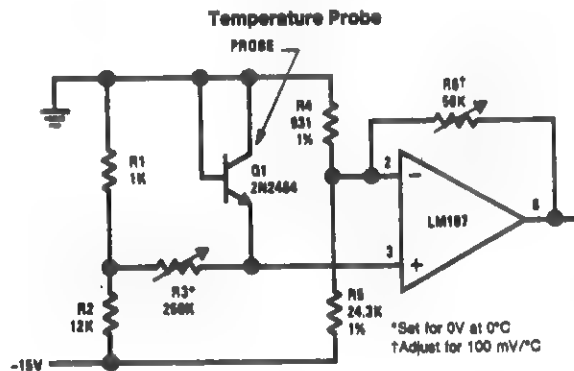 Temperature Probe
PROBE
R1
1K
Q1
2N2484
R4
931
1%
R6†
50K
2
−
LM107
6
3
+
R3*
250K
R2
12K
R5
24.3K
1%
−15V
*Set for 0V at 0°C
†Adjust for 100 mV/°C